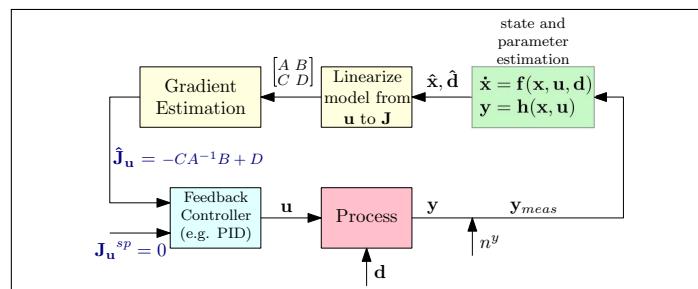 state and
parameter
estimation
ẋ = f(x, u, d)
y = h(x, u)
x̂, d̂
Linearize
model from
u to J
[A B
C D]
Gradient
Estimation
Ĵu = -CA⁻¹B + D
Feedback
Controller
(e.g. PID)
Ju^sp = 0
u
Process
d
y
y_meas
n^y